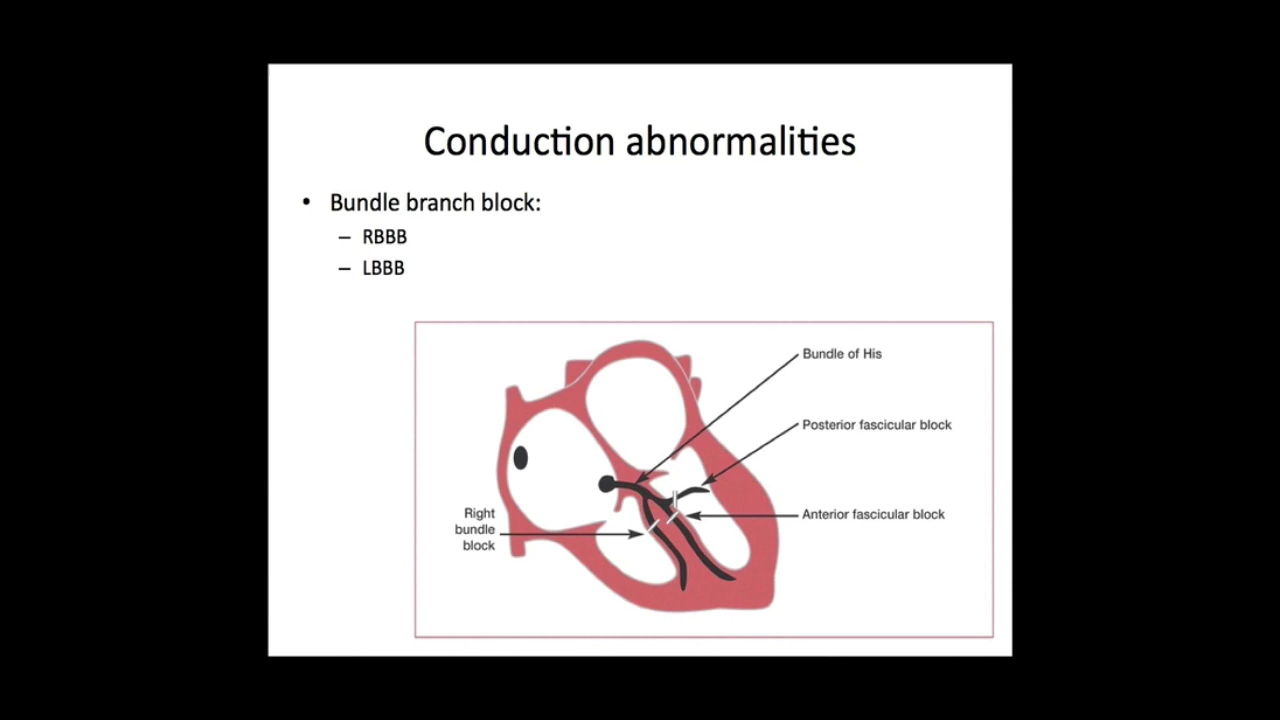 Conduction abnormalities
• Bundle branch block:
– RBBB
– LBBB
Bundle of His
Posterior fascicular block
Anterior fascicular block
Right
bundle
block